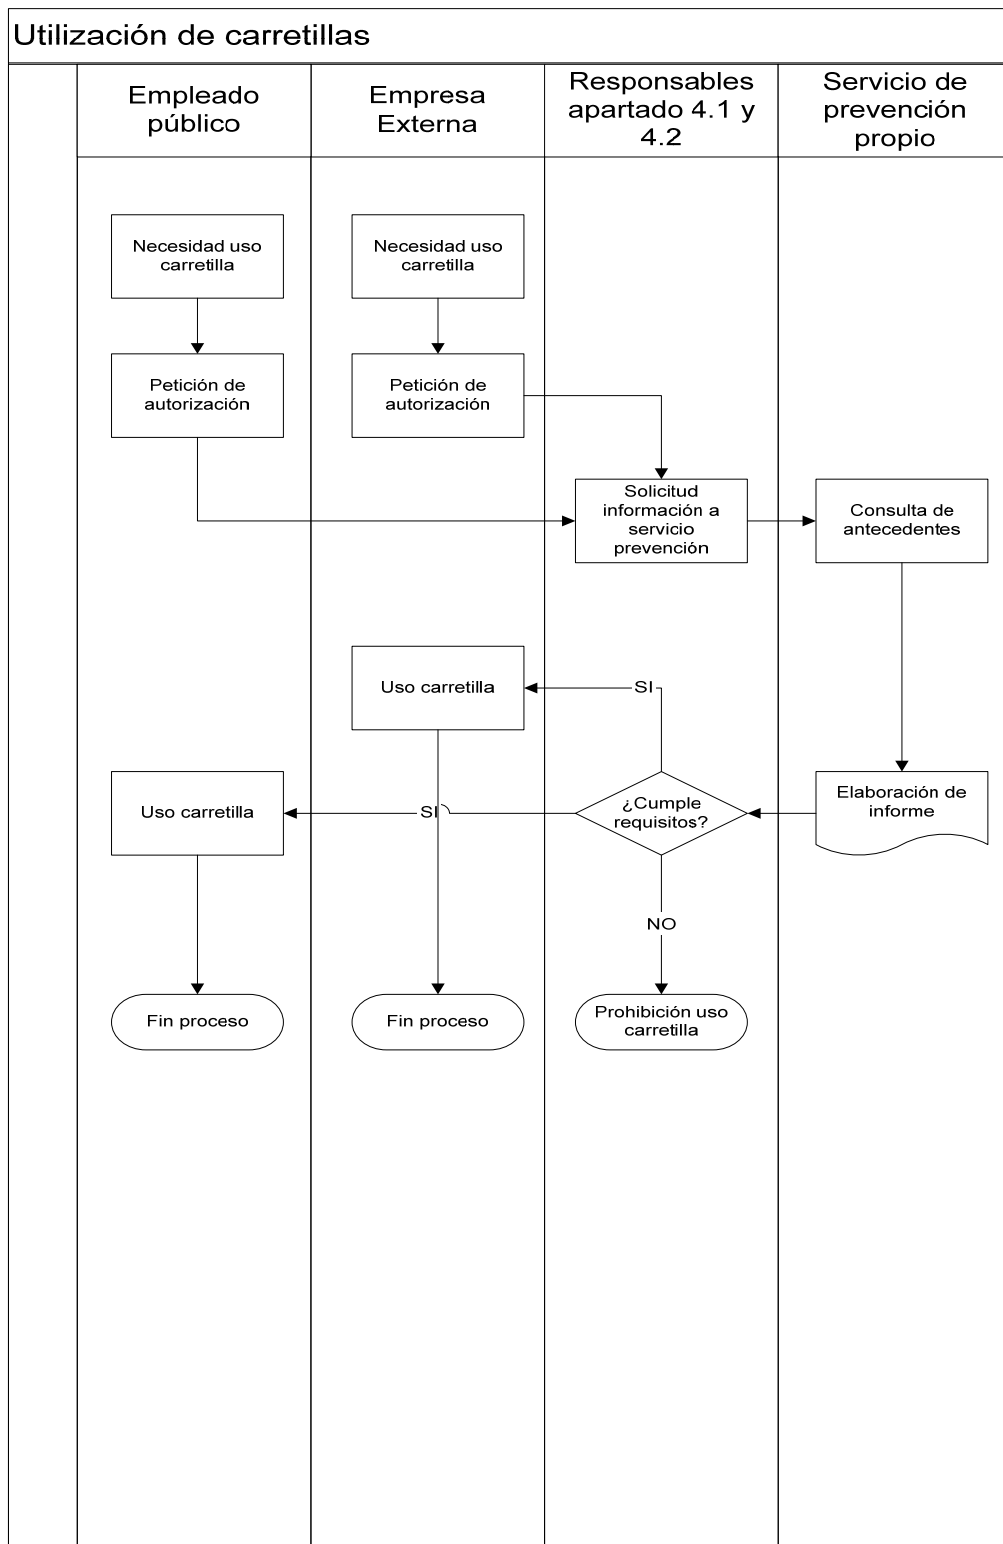 Utilización de carretillas
Empleado
público
Empresa
Externa
Responsables
apartado 4.1 y
4.2
Servicio de
prevención
propio
Necesidad uso
carretilla
Necesidad uso
carretilla
Petición de
autorización
Petición de
autorización
Solicitud
información a
servicio
prevención
Consulta de
antecedentes
Uso carretilla
SI
Uso carretilla
SI
¿Cumple
requisitos?
Elaboración de
informe
NO
Fin proceso
Fin proceso
Prohibición uso
carretilla